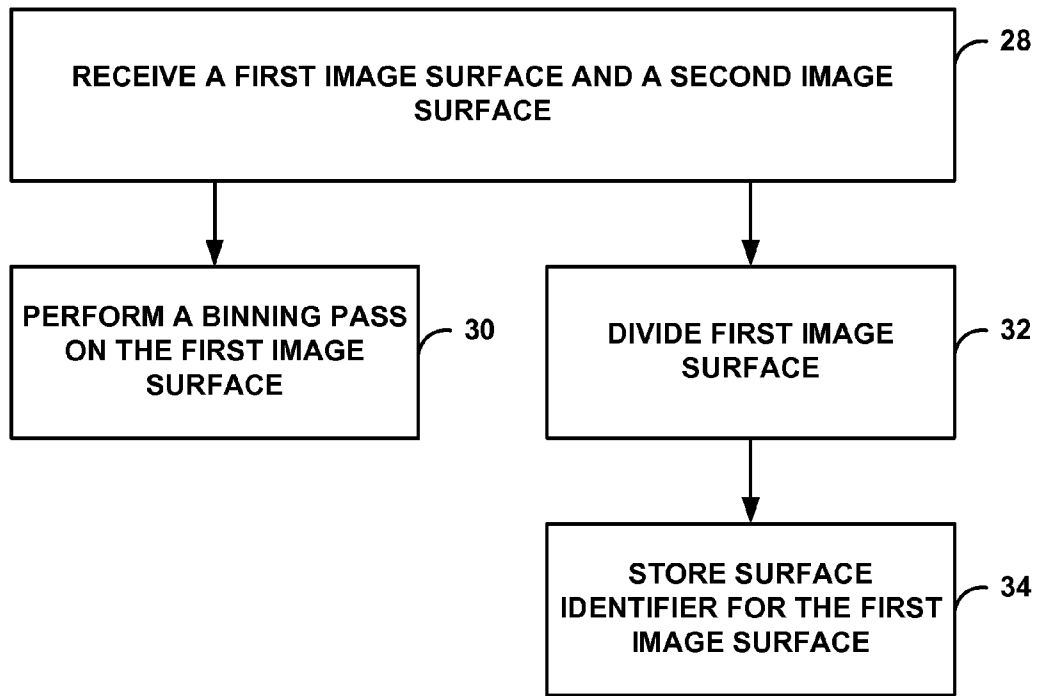 RECEIVE A FIRST IMAGE SURFACE AND A SECOND IMAGE
SURFACE
28
PERFORM A BINNING PASS
ON THE FIRST IMAGE
SURFACE
30
DIVIDE FIRST IMAGE
SURFACE
32
STORE SURFACE
IDENTIFIER FOR THE FIRST
IMAGE SURFACE
34